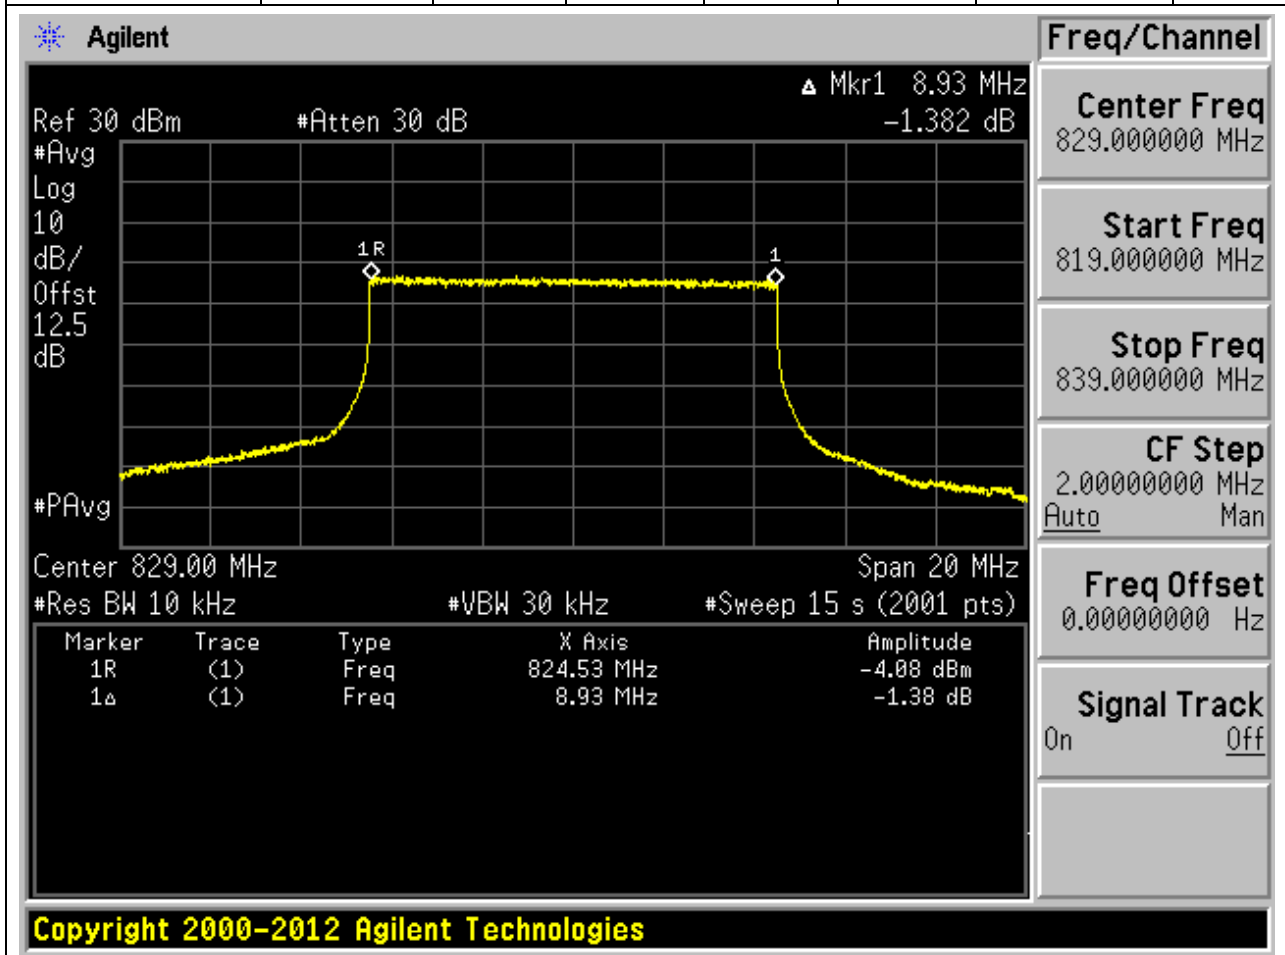 Agilent
Freq/Channel
Δ Mkr1 8.93 MHz
Ref 30 dBm #Atten 30 dB -1.382 dB
#Avg
Log
10
dB/
Offst
12.5
dB
#PAvg
1R
1
Center 829.00 MHz Span 20 MHz
#Res BW 10 kHz #VBW 30 kHz #Sweep 15 s (2001 pts)
Marker Trace Type X Axis Amplitude
1R (1) Freq 824.53 MHz -4.08 dBm
1Δ (1) Freq 8.93 MHz -1.38 dB
Center Freq
829.000000 MHz
Start Freq
819.000000 MHz
Stop Freq
839.000000 MHz
CF Step
2.00000000 MHz
Auto Man
Freq Offset
0.00000000 Hz
Signal Track
On Off
Copyright 2000-2012 Agilent Technologies